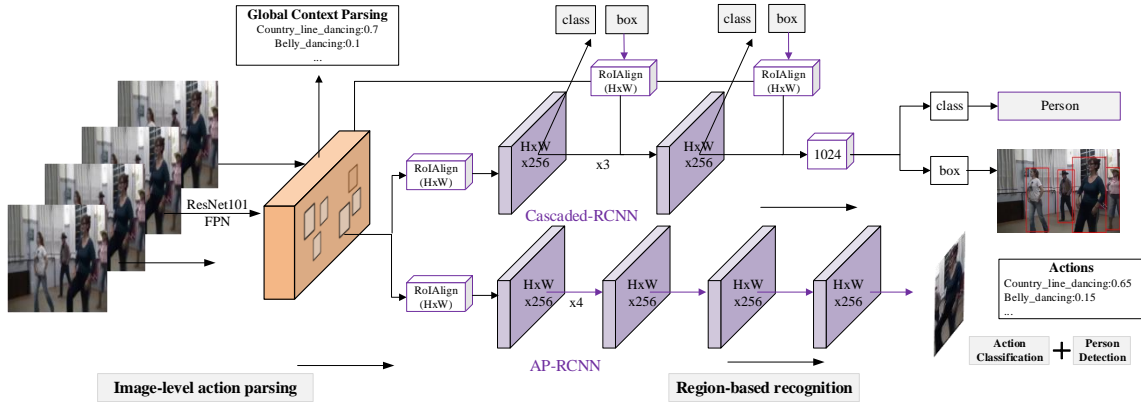 Global Context Parsing
Country_line_dancing:0.7
Belly_dancing:0.1
...
class
box
class
box
RoIAlign
(HxW)
RoIAlign
(HxW)
ResNet101
FPN
RoIAlign
(HxW)
HxW
x256
x3
HxW
x256
1024
class
Person
box
Cascaded-RCNN
RoIAlign
(HxW)
HxW
x256
x4
HxW
x256
HxW
x256
HxW
x256
Actions
Country_line_dancing:0.65
Belly_dancing:0.15
...
AP-RCNN
Action
Classification
+
Person
Detection
Image-level action parsing
Region-based recognition